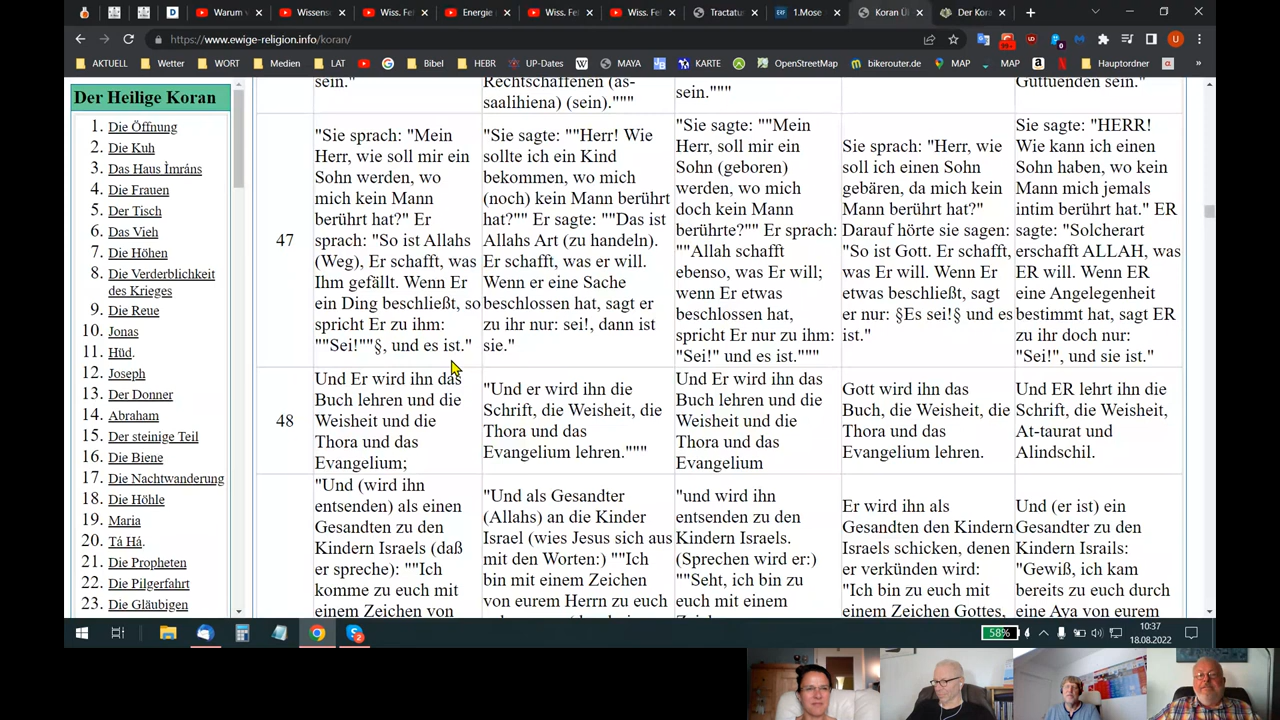 Warum v
Wissens
Wiss. Fe
Energie
Wiss. Fe
Wiss. Fe
Tractatu
1.Mose
Koran Ü
Der Kora
https://www.ewige-religion.info/koran/
AKTUELL
Wetter
WORT
Medien
LAT
Bibel
HEBR
UP-Dates
MAYA
KARTE
OpenStreetMap
bikerouter.de
MAP
MAP
Hauptordner
Der Heilige Koran
1. Die Öffnung
2. Die Kuh
3. Das Haus Ìmráns
4. Die Frauen
5. Der Tisch
6. Das Vieh
7. Die Höhen
8. Die Verderblichkeit
des Krieges
9. Die Reue
10. Jonas
11. Hüd.
12. Joseph
13. Der Donner
14. Abraham
15. Der steinige Teil
16. Die Biene
17. Die Nachtwanderung
18. Die Höhle
19. Maria
20. Tá Há.
21. Die Propheten
22. Die Pilgerfahrt
23. Die Gläubigen
sein."
Rechtschaffenen (as-
saalihiena) (sein)."""
sein."""
Guttuenden sein."
47
"Sie sprach: "Mein
Herr, wie soll mir ein
Sohn werden, wo
mich kein Mann
berührt hat?" Er
sprach: "So ist Allahs
(Weg), Er schafft, was
Ihm gefällt. Wenn Er
ein Ding beschließt, so
spricht Er zu ihm:
""Sei!""§, und es ist."
"Sie sagte: ""Herr! Wie
sollte ich ein Kind
bekommen, wo mich
(noch) kein Mann berührt
hat?"" Er sagte: ""Das ist
Allahs Art (zu handeln).
Er schafft, was er will.
Wenn er eine Sache
beschlossen hat, sagt er
zu ihr nur: sei!, dann ist
sie."
"Sie sagte: ""Mein
Herr, soll mir ein
Sohn (geboren)
werden, wo mich
doch kein Mann
berührte?"" Er sprach:
""Allah schafft
ebenso, was Er will;
wenn Er etwas
beschlossen hat,
spricht Er nur zu ihm:
"Sei!" und es ist."""
Sie sprach: "Herr, wie
soll ich einen Sohn
gebären, da mich kein
Mann berührt hat?"
Darauf hörte sie sagen:
"So ist Gott. Er schafft,
was Er will. Wenn Er
etwas beschließt, sagt
er nur: §Es sei!§ und es
ist."
Sie sagte: "HERR!
Wie kann ich einen
Sohn haben, wo kein
Mann mich jemals
intim berührt hat." ER
sagte: "Solcherart
erschafft ALLAH, was
ER will. Wenn ER
eine Angelegenheit
bestimmt hat, sagt ER
zu ihr doch nur:
"Sei!", und sie ist."
48
Und Er wird ihn das
Buch lehren und die
Weisheit und die
Thora und das
Evangelium;
"Und er wird ihn die
Schrift, die Weisheit, die
Thora und das
Evangelium lehren."""
Und Er wird ihn das
Buch lehren und die
Weisheit und die
Thora und das
Evangelium
Gott wird ihn das
Buch, die Weisheit, die
Thora und das
Evangelium lehren.
Und ER lehrt ihn die
Schrift, die Weisheit,
At-taurat und
Alindschil.
"Und (wird ihn
entsenden) als einen
Gesandten zu den
Kindern Israels (daß
er spreche): ""Ich
komme zu euch mit
einem Zeichen von
"Und als Gesandter
(Allahs) an die Kinder
Israel (wies Jesus sich aus
mit den Worten:) ""Ich
bin mit einem Zeichen
von eurem Herrn zu euch
"und wird ihn
entsenden zu den
Kindern Israels.
(Sprechen wird er:)
""Seht, ich bin zu
euch mit einem
Er wird ihn als
Gesandten den Kindern
Israels schicken, denen
er verkünden wird:
"Ich bin zu euch mit
einem Zeichen Gottes,
Und (er ist) ein
Gesandter zu den
Kindern Israils:
"Gewiß, ich kam
bereits zu euch durch
eine Aya von eurem
58%
10:37
18.08.2022